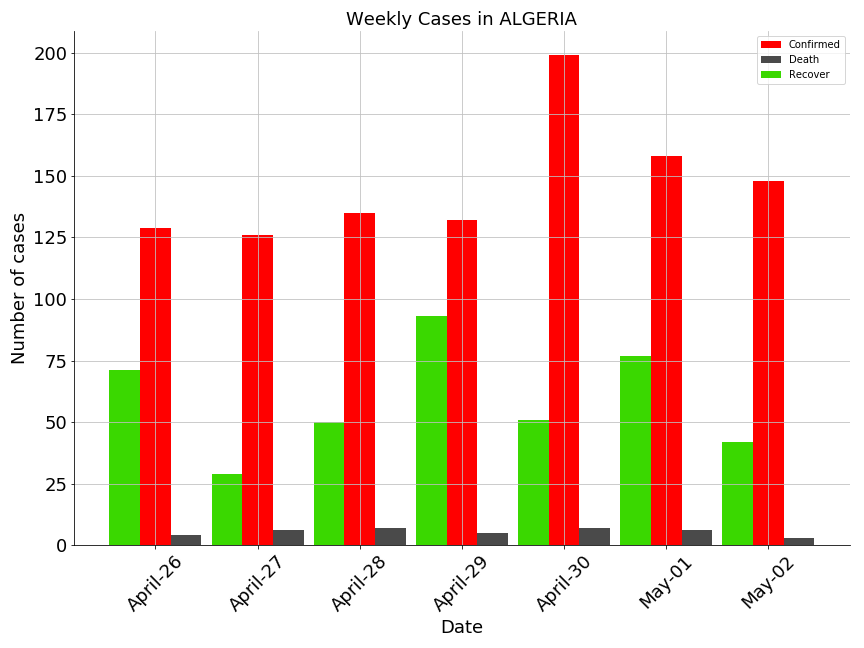 Weekly Cases in ALGERIA
Confirmed
Death
Recover
Number of cases
200
175
150
125
100
75
50
25
0
April-26
April-27
April-28
April-29
April-30
May-01
May-02
Date